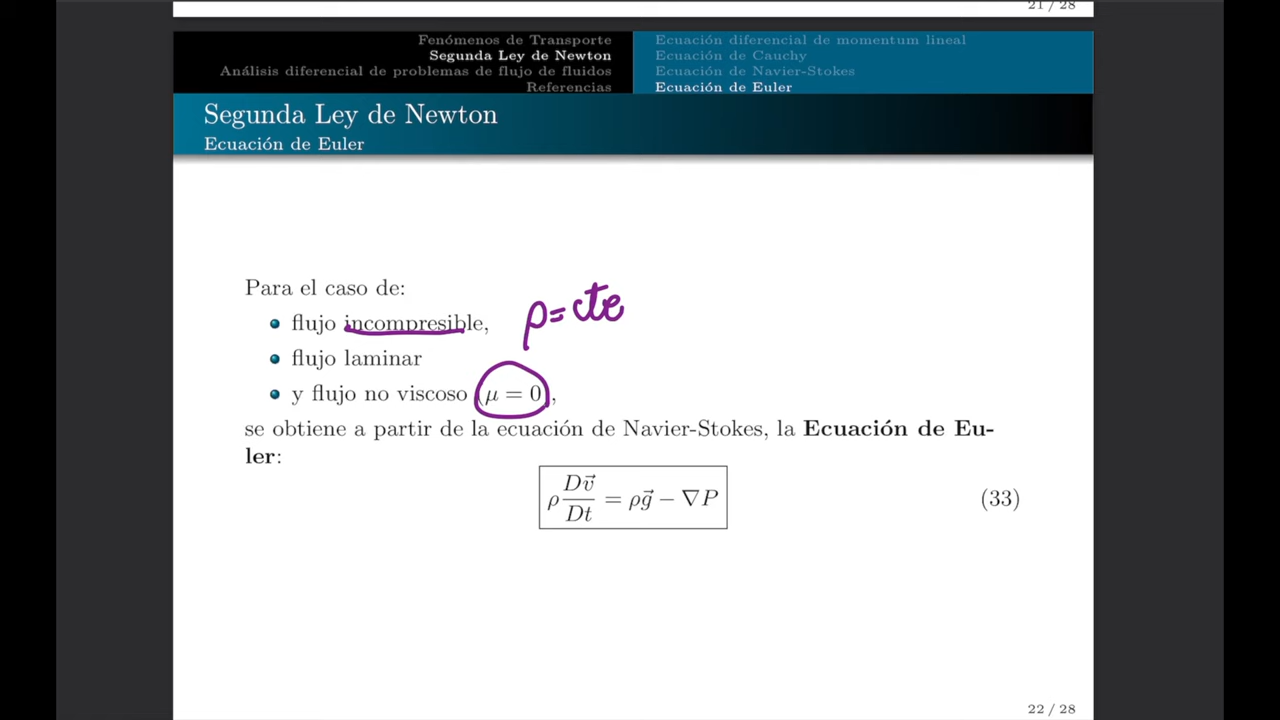 21 / 28
Fenómenos de Transporte
Segunda Ley de Newton
Análisis diferencial de problemas de flujo de fluidos
Referencias
Ecuación diferencial de momentum lineal
Ecuación de Cauchy
Ecuación de Navier-Stokes
Ecuación de Euler
Segunda Ley de Newton
Ecuación de Euler
Para el caso de:
flujo incompresible,
ρ = cte
flujo laminar
y flujo no viscoso (μ = 0),
se obtiene a partir de la ecuación de Navier-Stokes, la Ecuación de Eu-
ler:
ρ Dv⃗/Dt = ρg⃗ − ∇P (33)
22 / 28